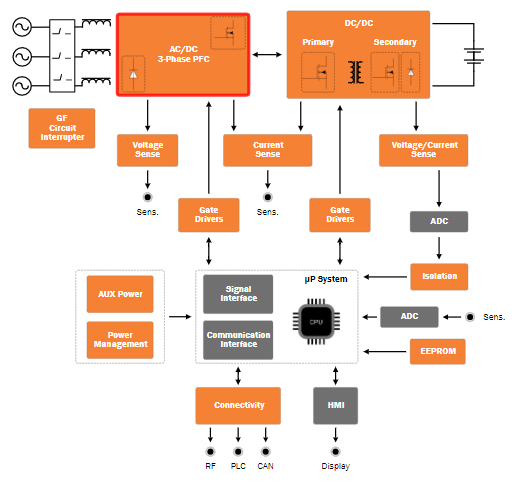 AC/DC
3-Phase PFC
DC/DC
Primary
Secondary
GF
Circuit
Interrupter
Voltage
Sense
Current
Sense
Voltage/Current
Sense
Sens.
Gate
Drivers
Sens.
Gate
Drivers
ADC
Isolation
AUX Power
Power
Management
Signal
Interface
Communication
Interface
µP System
CPU
ADC
Sens.
EEPROM
Connectivity
HMI
RF
PLC
CAN
Display